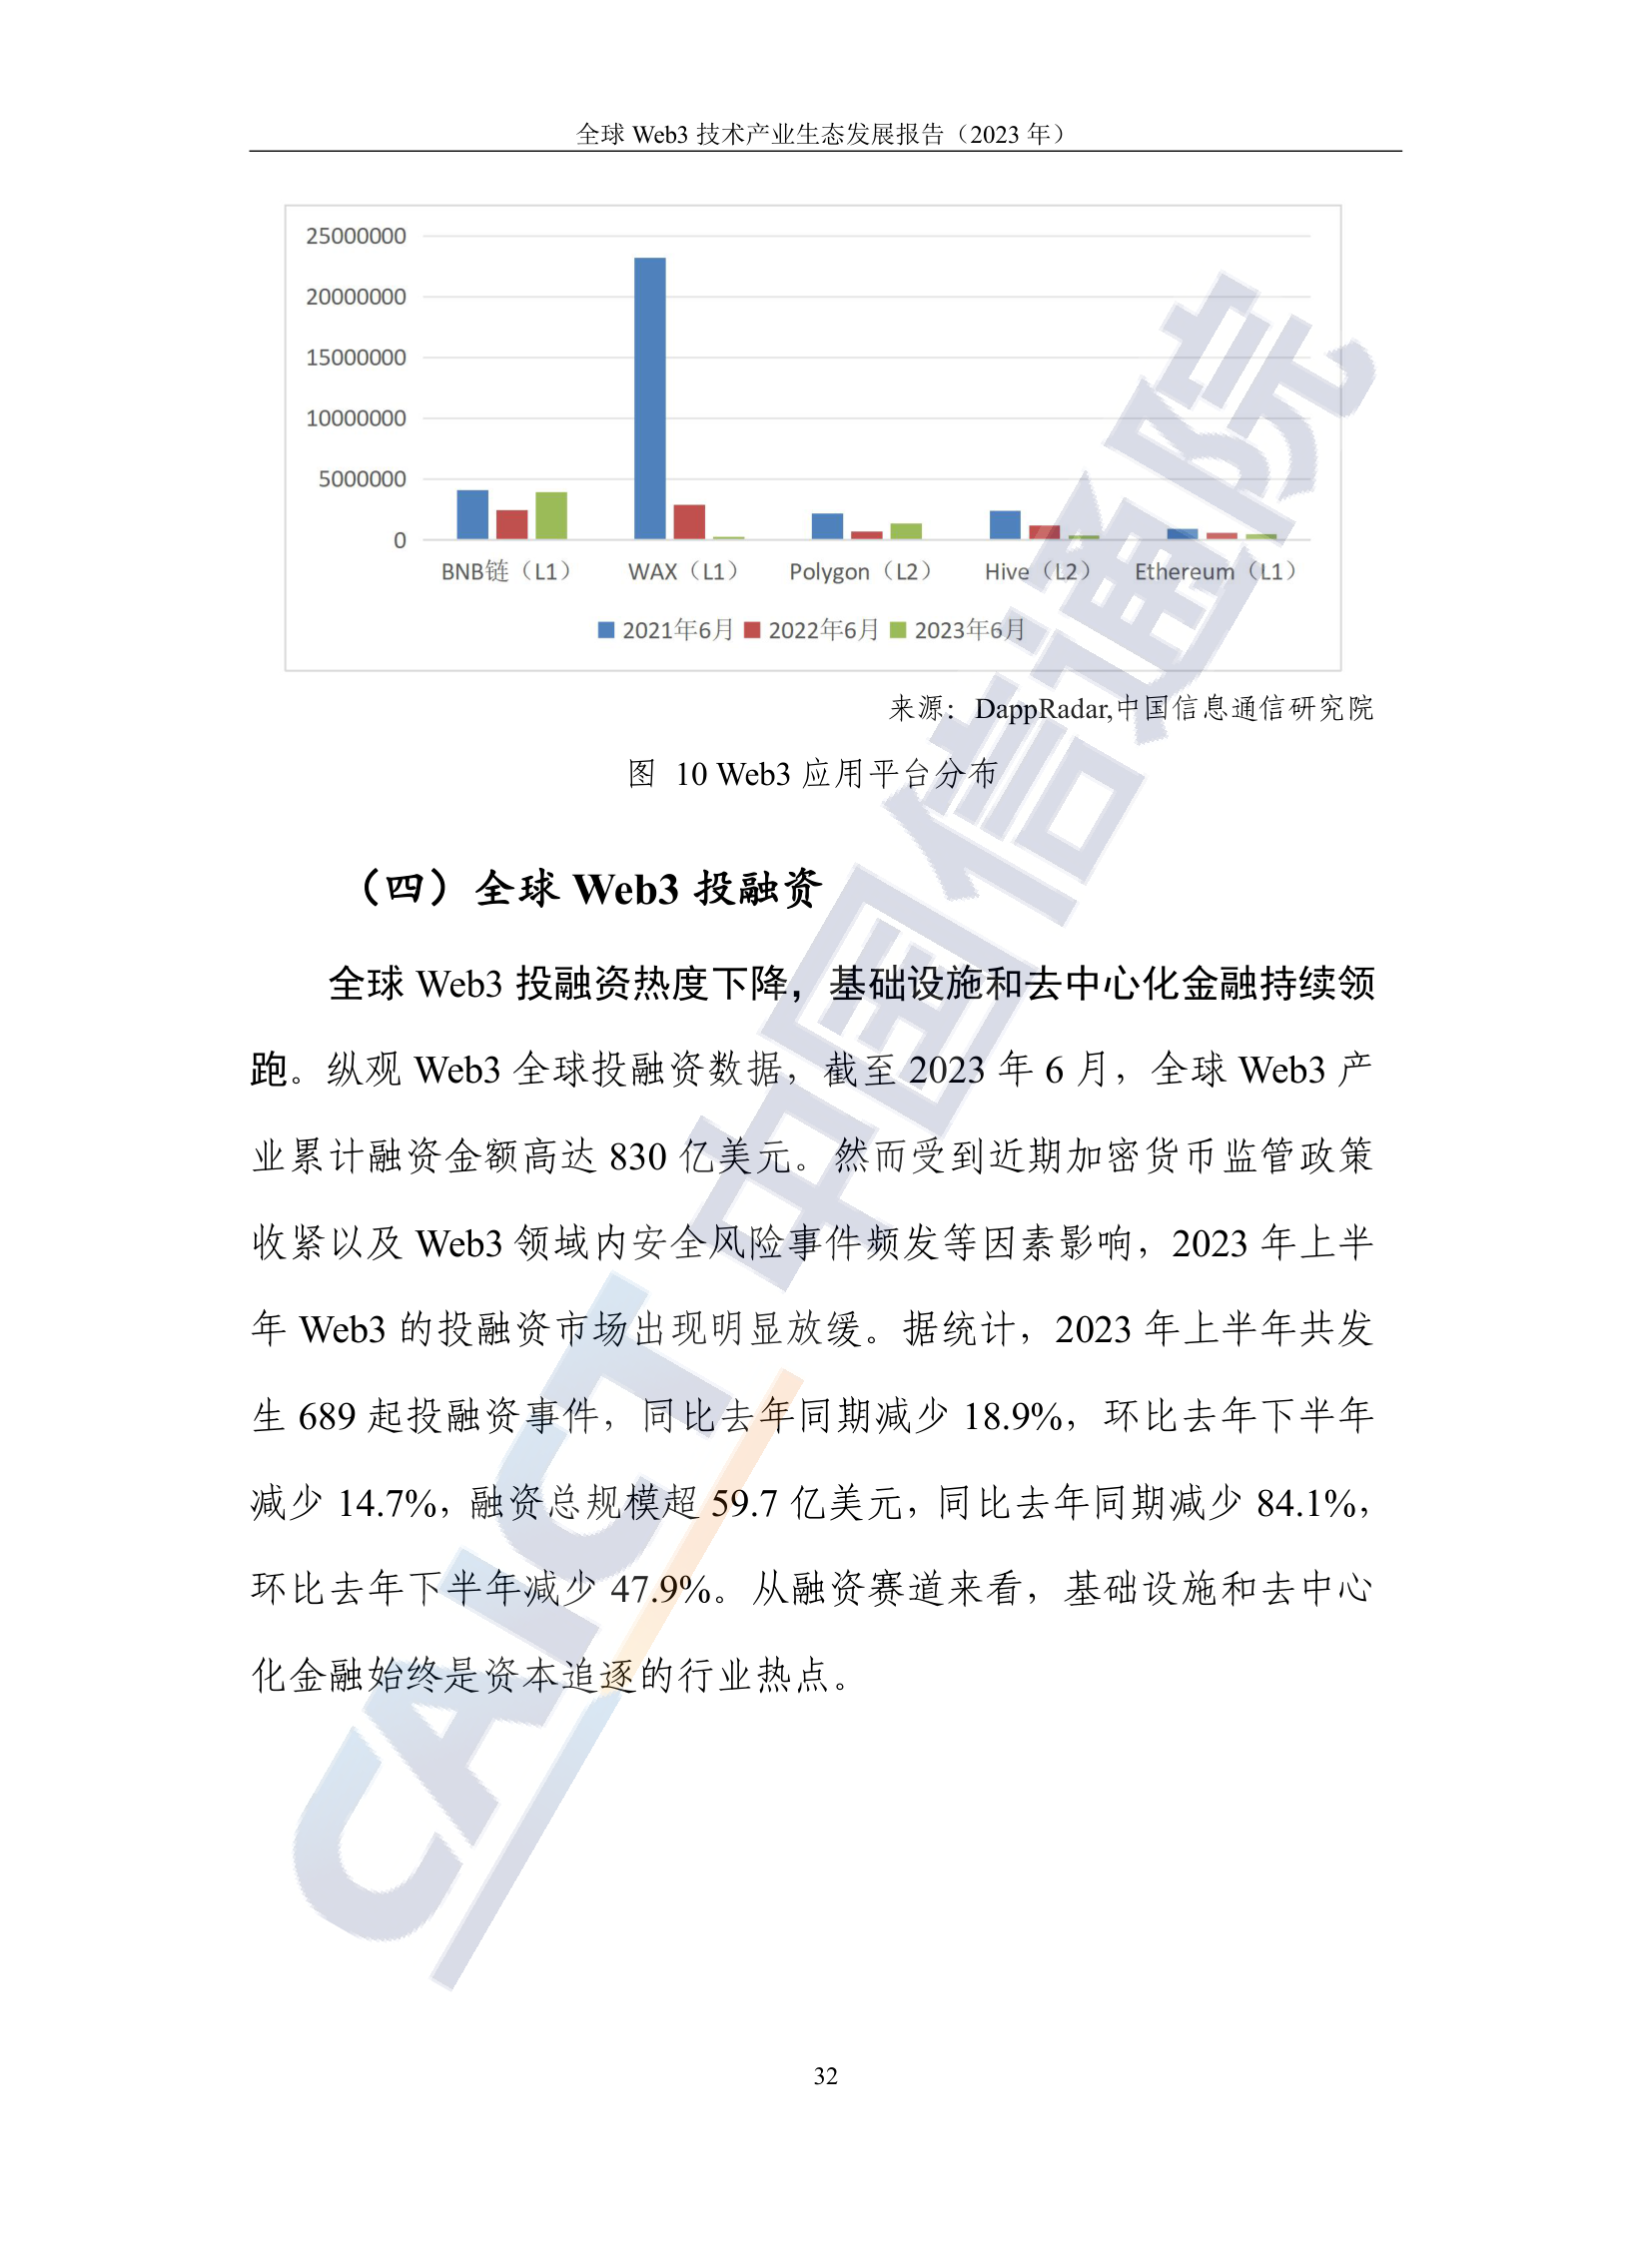 全球 Web3 技术产业生态发展报告（2023 年）
25000000
20000000
15000000
10000000
5000000
0
BNB链（L1） WAX（L1） Polygon（L2） Hive（L2） Ethereum（L1）
2021年6月 2022年6月 2023年6月
来源：DappRadar,中国信息通信研究院
图 10 Web3 应用平台分布
（四）全球 Web3 投融资
全球 Web3 投融资热度下降，基础设施和去中心化金融持续领
跑。纵观 Web3 全球投融资数据，截至 2023 年 6 月，全球 Web3 产
业累计融资金额高达 830 亿美元。然而受到近期加密货币监管政策
收紧以及 Web3 领域内安全风险事件频发等因素影响，2023 年上半
年 Web3 的投融资市场出现明显放缓。据统计，2023 年上半年共发
生 689 起投融资事件，同比去年同期减少 18.9%，环比去年下半年
减少 14.7%，融资总规模超 59.7 亿美元，同比去年同期减少 84.1%，
环比去年下半年减少 47.9%。从融资赛道来看，基础设施和去中心
化金融始终是资本追逐的行业热点。
CAICT 中国信通院
32